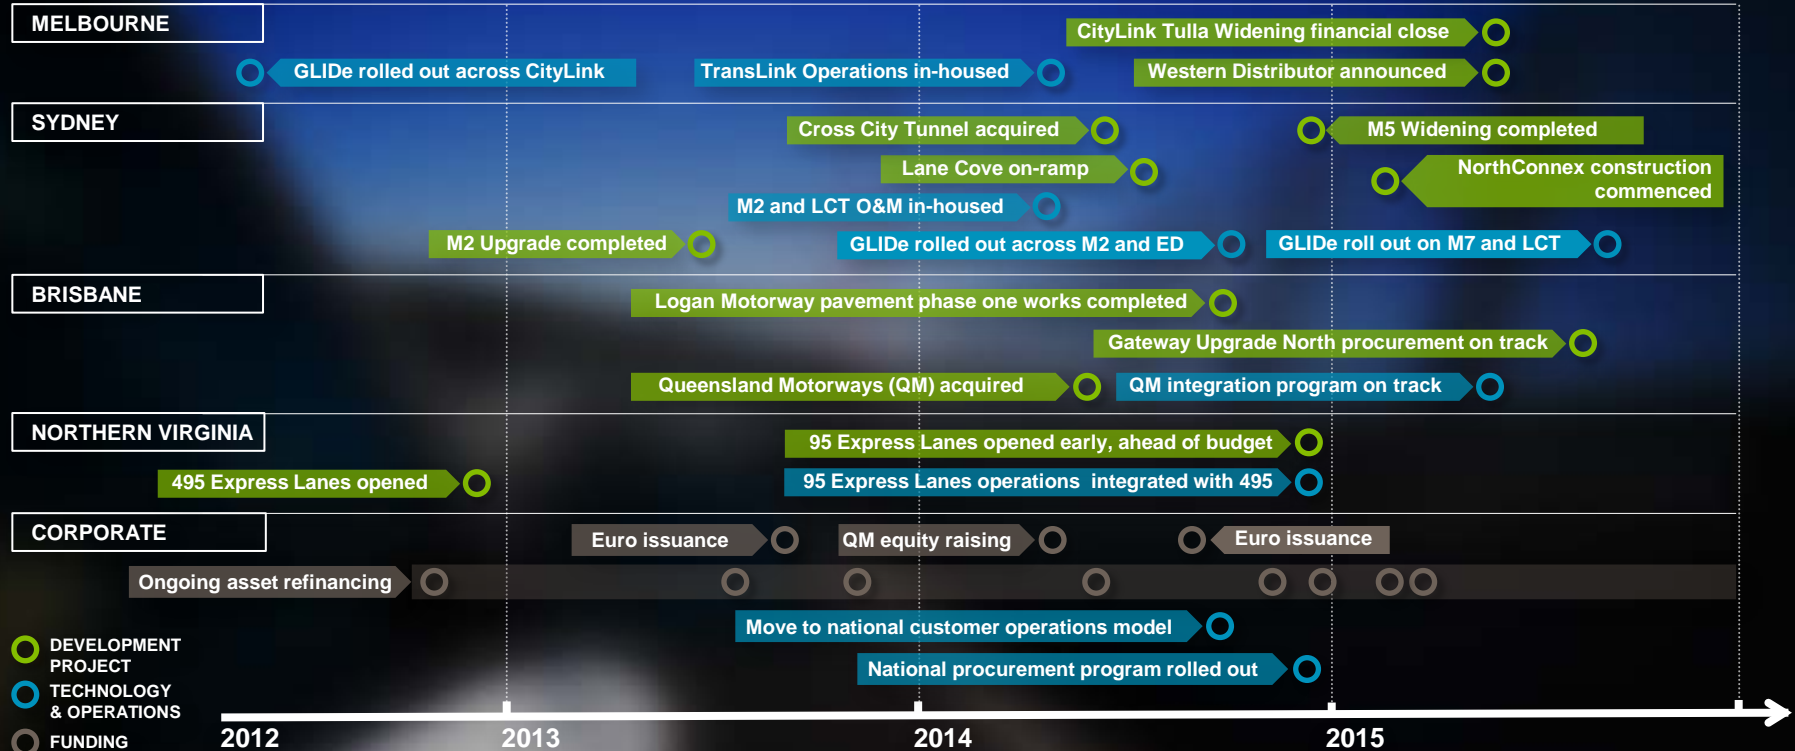 MELBOURNE
CityLink Tulla Widening financial close
GLIDe rolled out across CityLink
TransLink Operations in-housed
Western Distributor announced
SYDNEY
Cross City Tunnel acquired
M5 Widening completed
Lane Cove on-ramp
NorthConnex construction
commenced
M2 and LCT O&M in-housed
M2 Upgrade completed
GLIDe rolled out across M2 and ED
GLIDe roll out on M7 and LCT
BRISBANE
Logan Motorway pavement phase one works completed
Gateway Upgrade North procurement on track
Queensland Motorways (QM) acquired
QM integration program on track
NORTHERN VIRGINIA
95 Express Lanes opened early, ahead of budget
495 Express Lanes opened
95 Express Lanes operations integrated with 495
CORPORATE
Euro issuance
QM equity raising
Euro issuance
Ongoing asset refinancing
Move to national customer operations model
National procurement program rolled out
DEVELOPMENT
PROJECT
TECHNOLOGY
& OPERATIONS
FUNDING
2012
2013
2014
2015